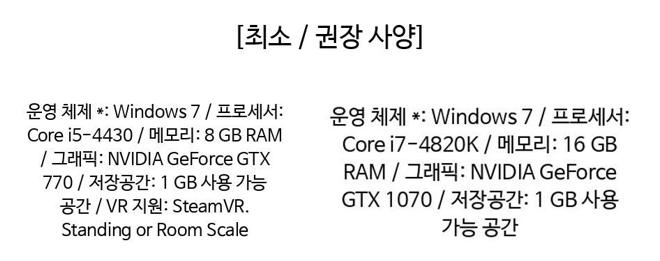 [최소 / 권장 사양]
운영 체제 *: Windows 7 / 프로세서:
Core i5-4430 / 메모리: 8 GB RAM
/ 그래픽: NVIDIA GeForce GTX
770 / 저장공간: 1 GB 사용 가능
공간 / VR 지원: SteamVR.
Standing or Room Scale
운영 체제 *: Windows 7 / 프로세서:
Core i7-4820K / 메모리: 16 GB
RAM / 그래픽: NVIDIA GeForce
GTX 1070 / 저장공간: 1 GB 사용
가능 공간